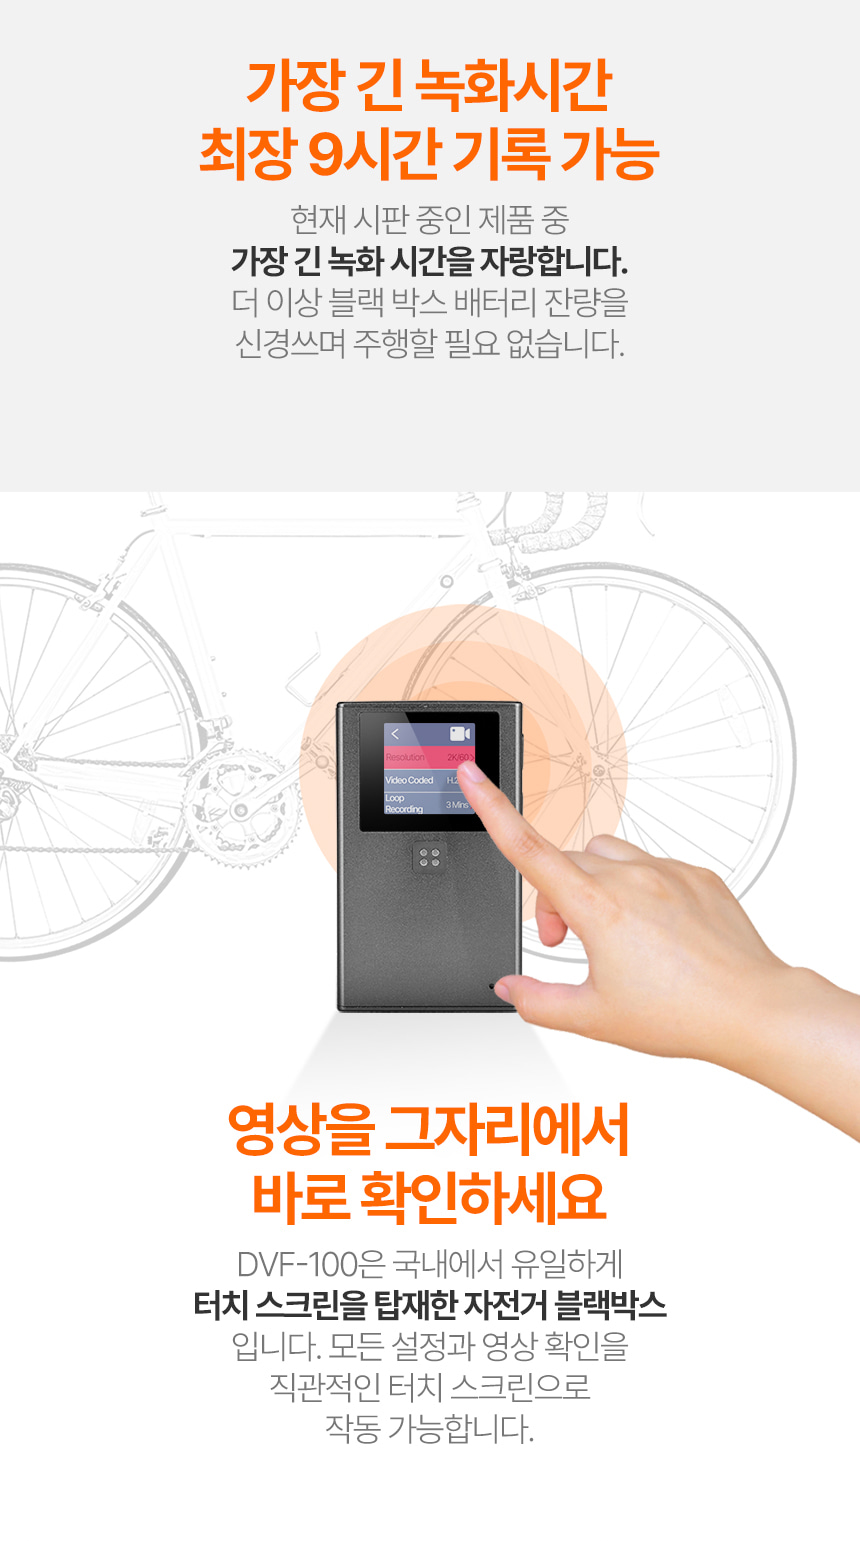 가장 긴 녹화시간
최장 9시간 기록 가능
현재 시판 중인 제품 중
가장 긴 녹화 시간을 자랑합니다.
더 이상 블랙 박스 배터리 잔량을
신경쓰며 주행할 필요 없습니다.
Resolution 2K/60
Video Coded H.2
Loop
Recording 3 Mins
영상을 그자리에서
바로 확인하세요
DVF-100은 국내에서 유일하게
터치 스크린을 탑재한 자전거 블랙박스
입니다. 모든 설정과 영상 확인을
직관적인 터치 스크린으로
작동 가능합니다.